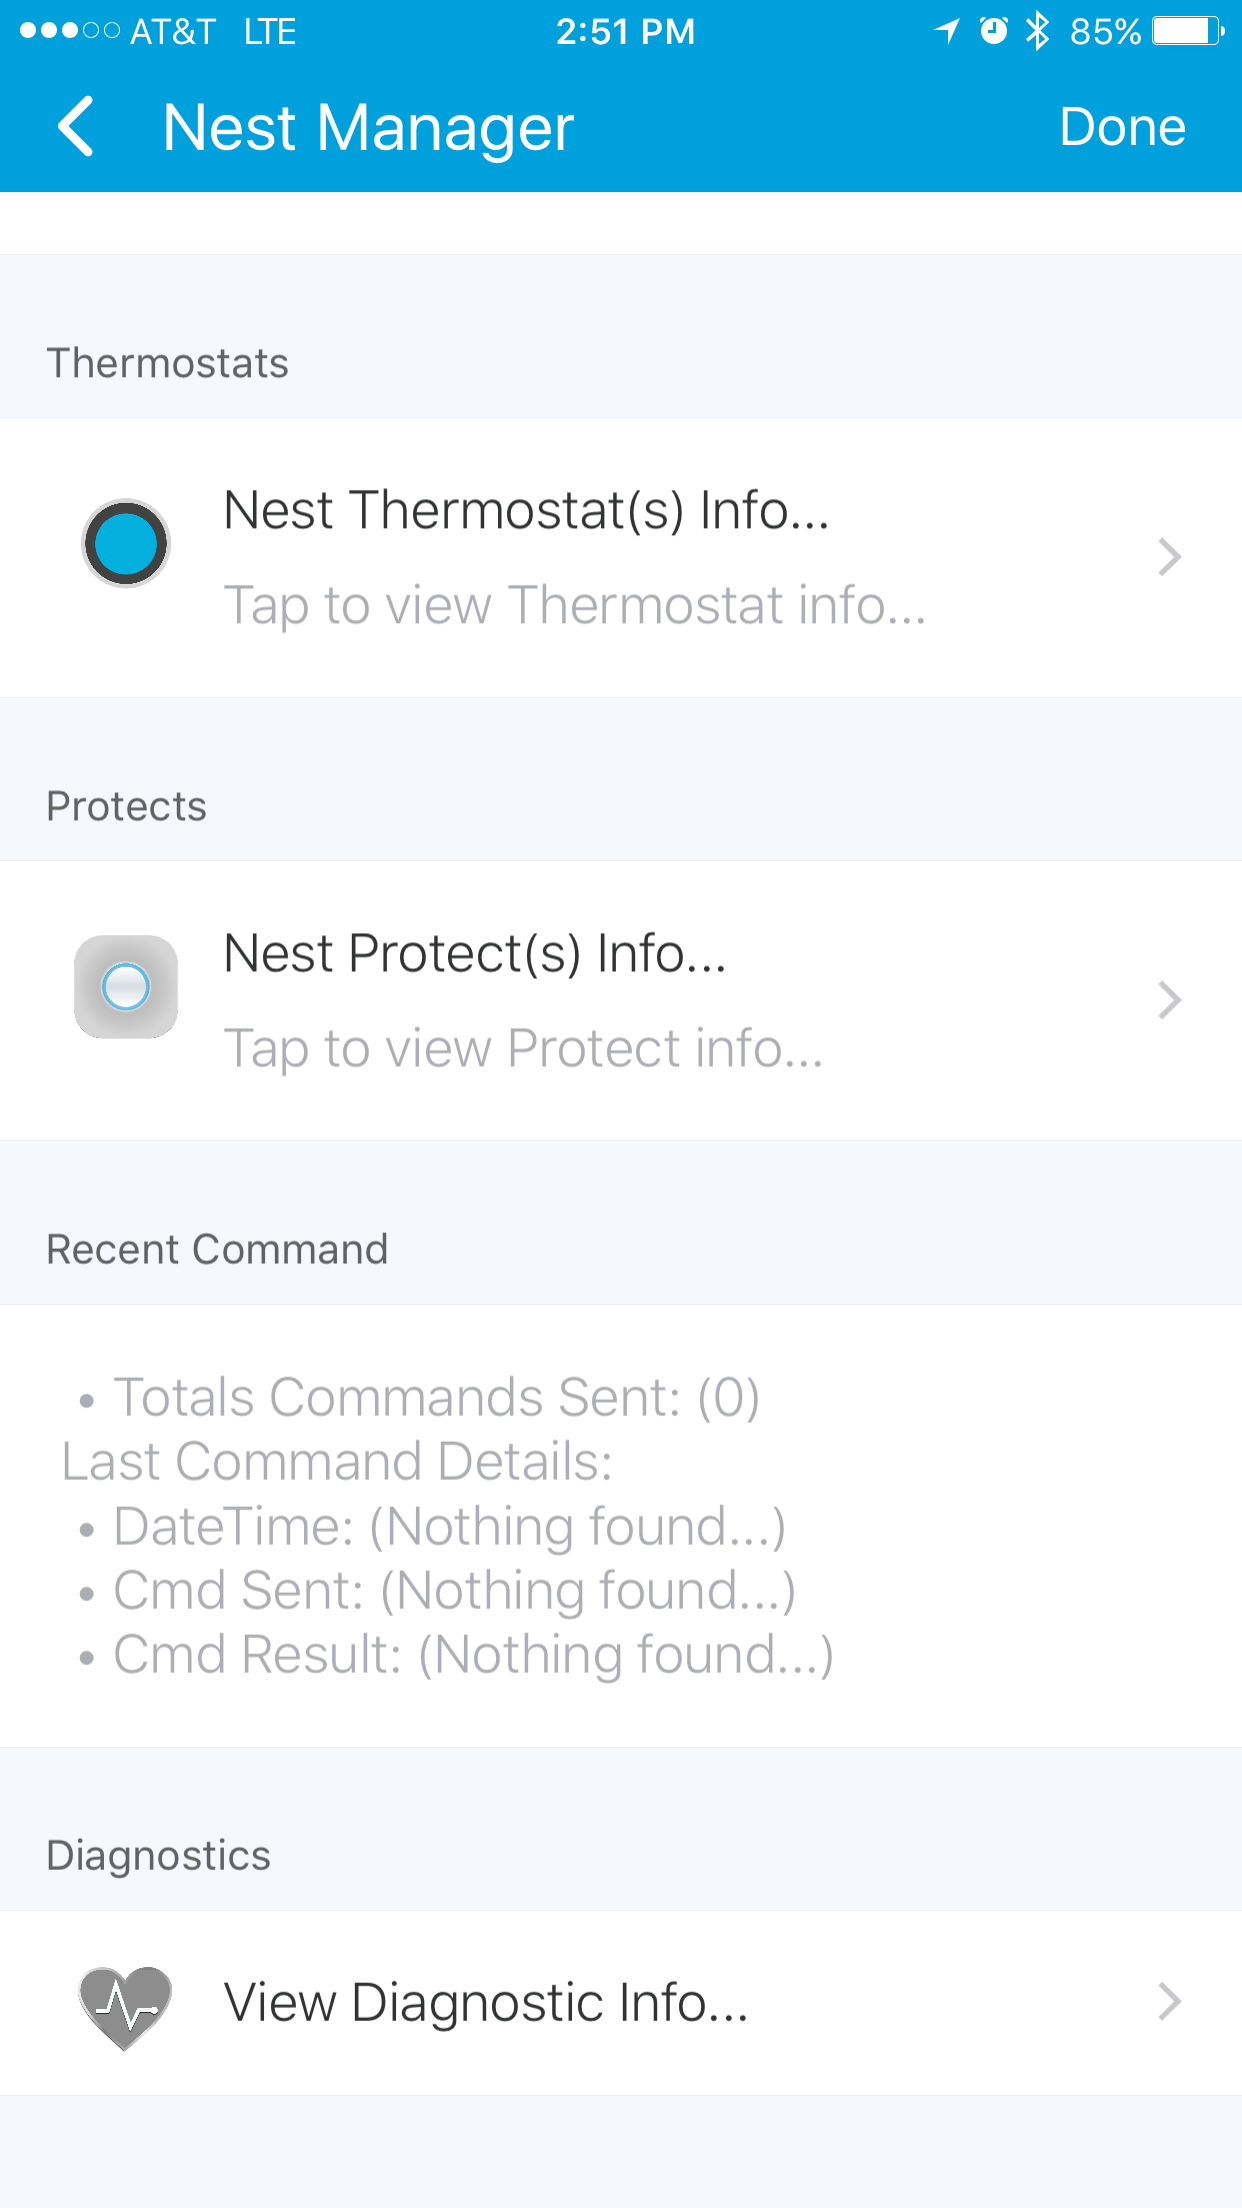 AT&T LTE 2:51 PM 85%
Nest Manager Done
Thermostats
Nest Thermostat(s) Info...
Tap to view Thermostat info...
Protects
Nest Protect(s) Info...
Tap to view Protect info...
Recent Command
• Totals Commands Sent: (0)
Last Command Details:
• DateTime: (Nothing found...)
• Cmd Sent: (Nothing found...)
• Cmd Result: (Nothing found...)
Diagnostics
View Diagnostic Info...